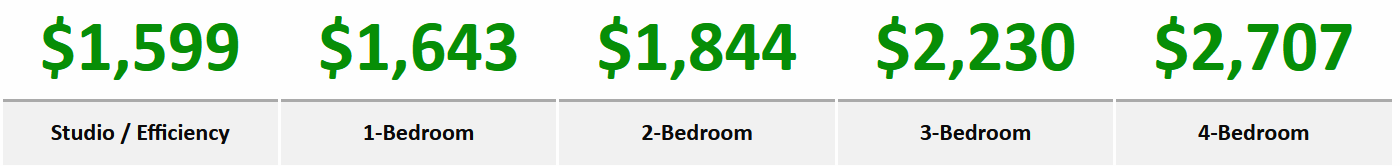 $1,599 $1,643 $1,844 $2,230 $2,707
Studio / Efficiency 1-Bedroom 2-Bedroom 3-Bedroom 4-Bedroom